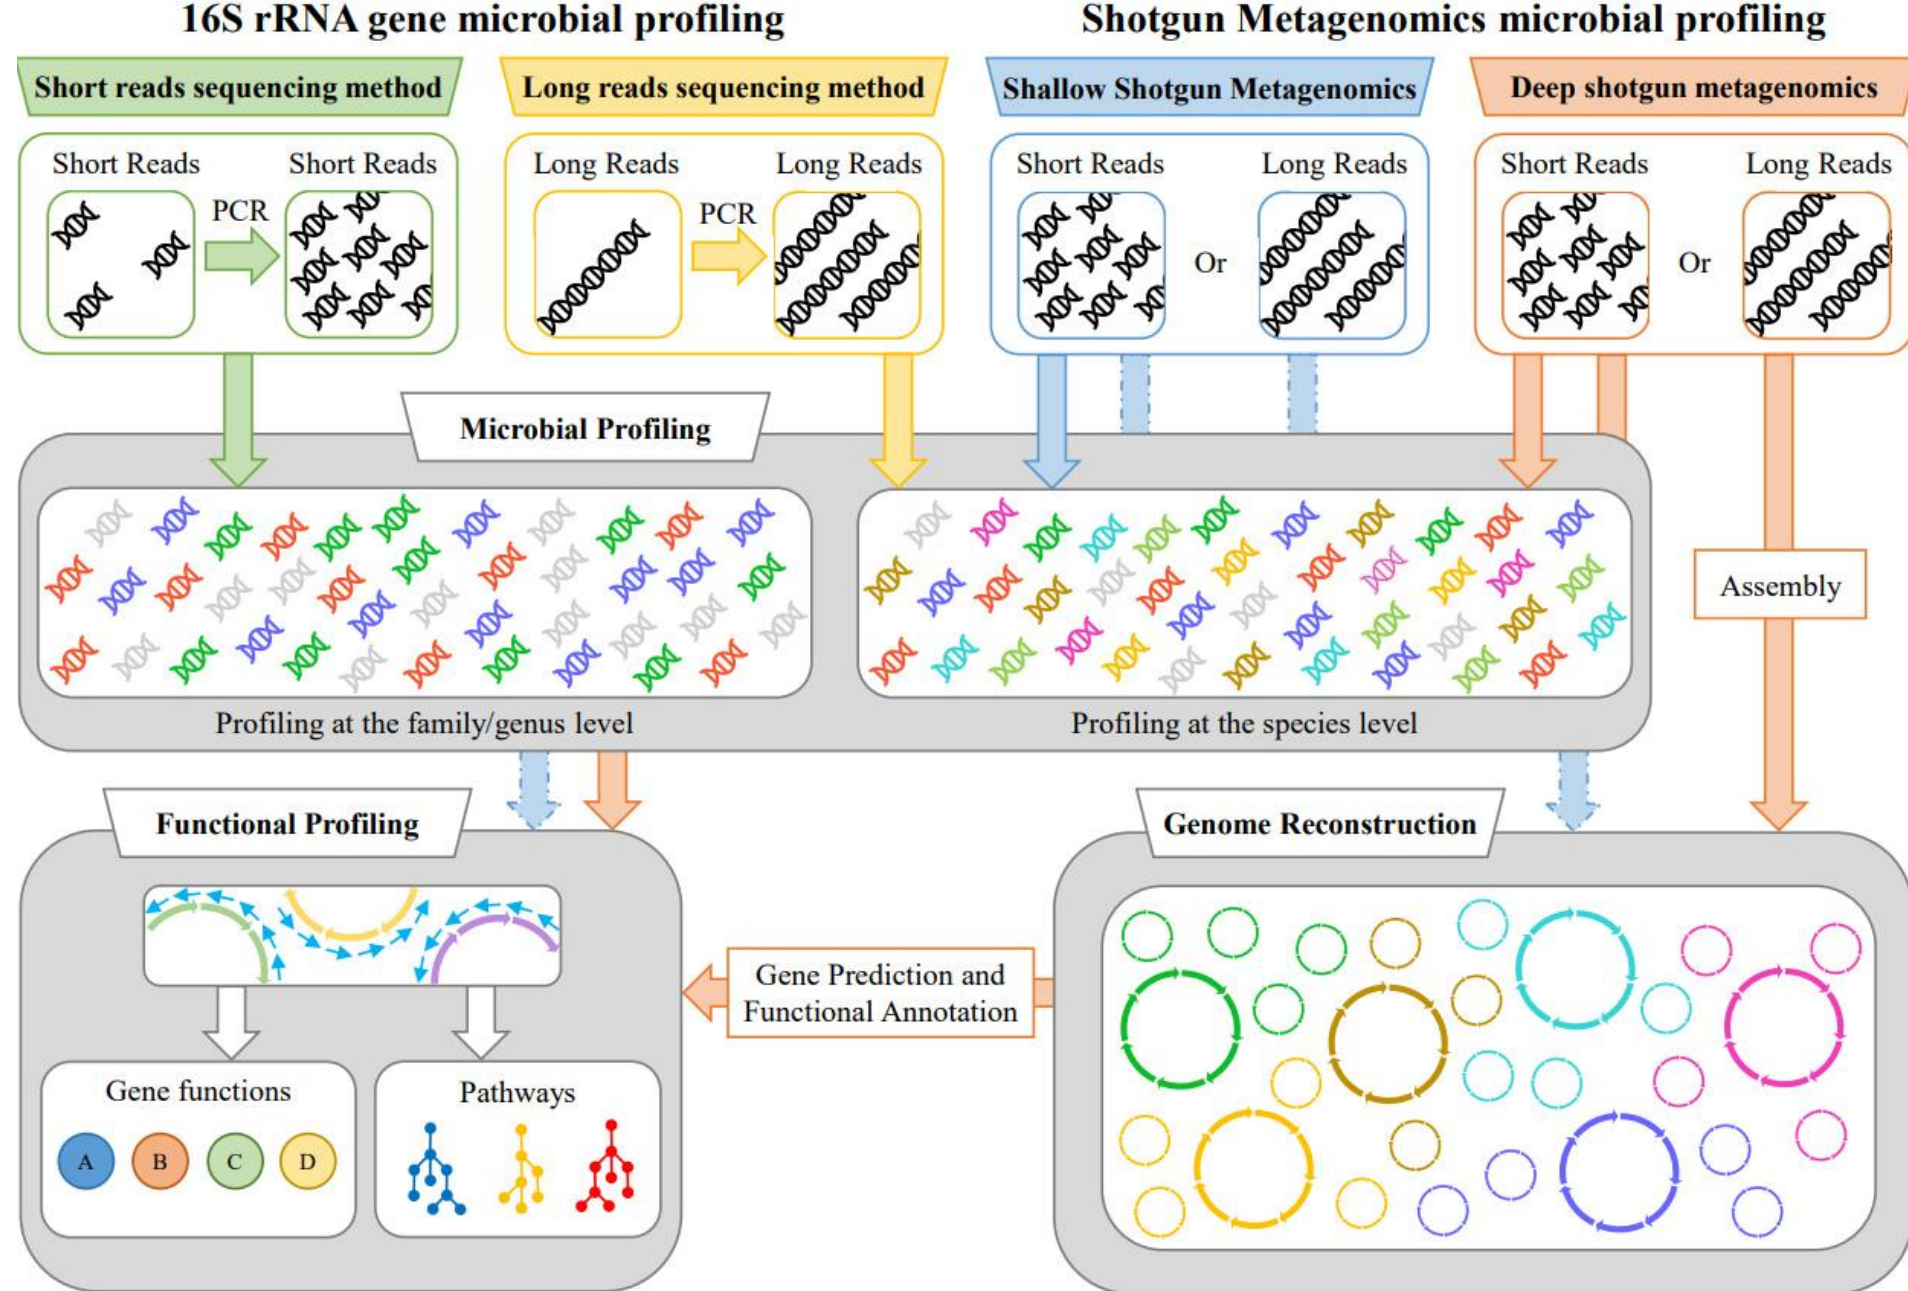 16S rRNA gene microbial profiling
Shotgun Metagenomics microbial profiling
Short reads sequencing method
Long reads sequencing method
Shallow Shotgun Metagenomics
Deep shotgun metagenomics
Short Reads
PCR
Short Reads
Long Reads
PCR
Long Reads
Short Reads
Or
Long Reads
Short Reads
Or
Long Reads
Microbial Profiling
Profiling at the family/genus level
Profiling at the species level
Assembly
Functional Profiling
Genome Reconstruction
Gene Prediction and
Functional Annotation
Gene functions
A
B
C
D
Pathways